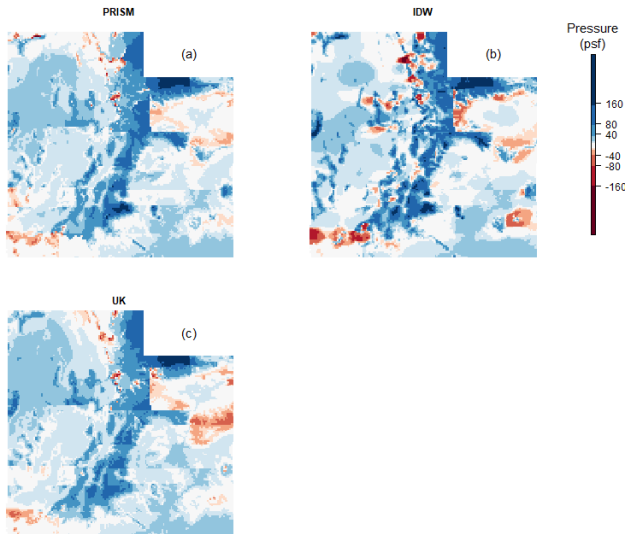 PRISM
(a)
IDW
(b)
Pressure
(psf)
160
80
40
-40
-80
-160
UK
(c)